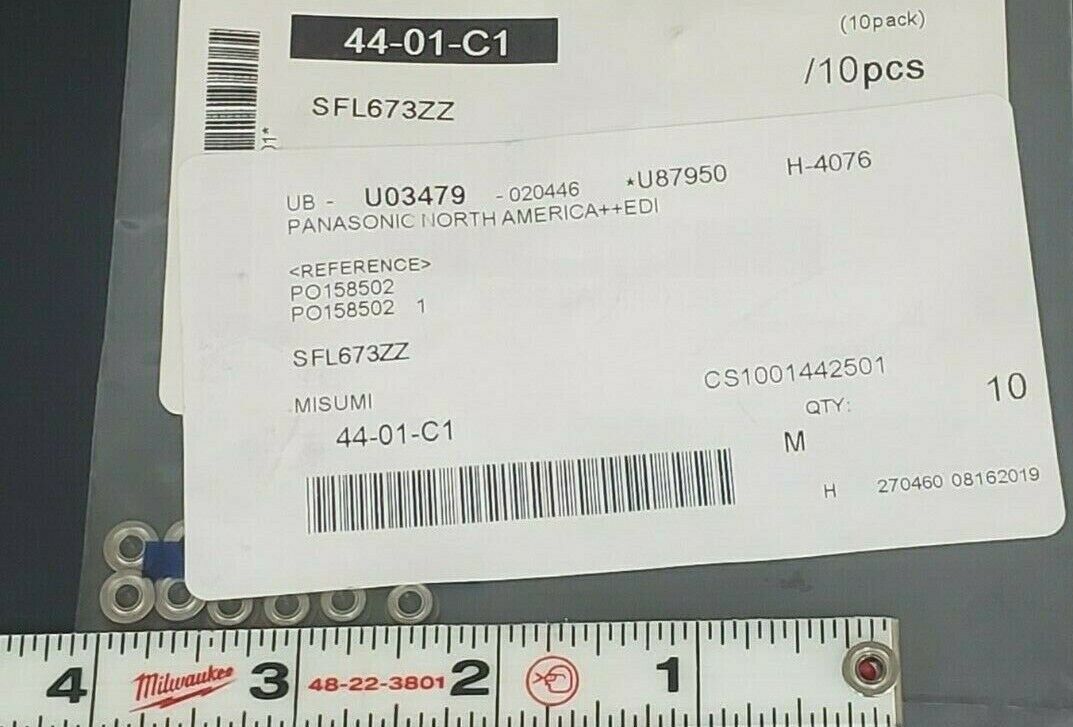 44-01-C1
(10pack)
/10pcs
SFL673ZZ
UB - U03479 -020446 *U87950 H-4076
PANASONIC NORTH AMERICA++EDI
<REFERENCE>
PO158502
PO158502 1
SFL673ZZ
CS1001442501
MISUMI
QTY: 10
44-01-C1
M
H 270460 08162019
4 Milwaukee 3 48-22-3801 2 1